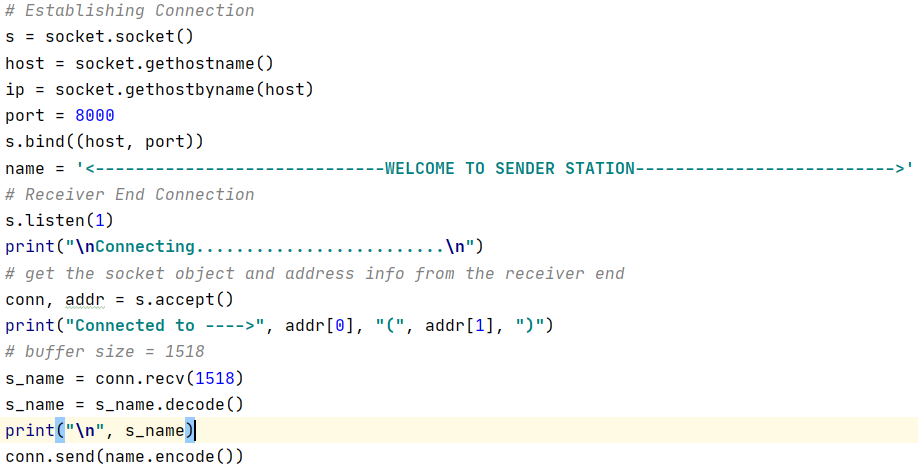 # Establishing Connection
s = socket.socket()
host = socket.gethostname()
ip = socket.gethostbyname(host)
port = 8000
s.bind((host, port))
name = '<-----------------------------WELCOME TO SENDER STATION-------------------------->'
# Receiver End Connection
s.listen(1)
print("\nConnecting.........................\n")
# get the socket object and address info from the receiver end
conn, addr = s.accept()
print("Connected to ---->", addr[0], "(", addr[1], ")")
# buffer size = 1518
s_name = conn.recv(1518)
s_name = s_name.decode()
print("\n", s_name)
conn.send(name.encode())